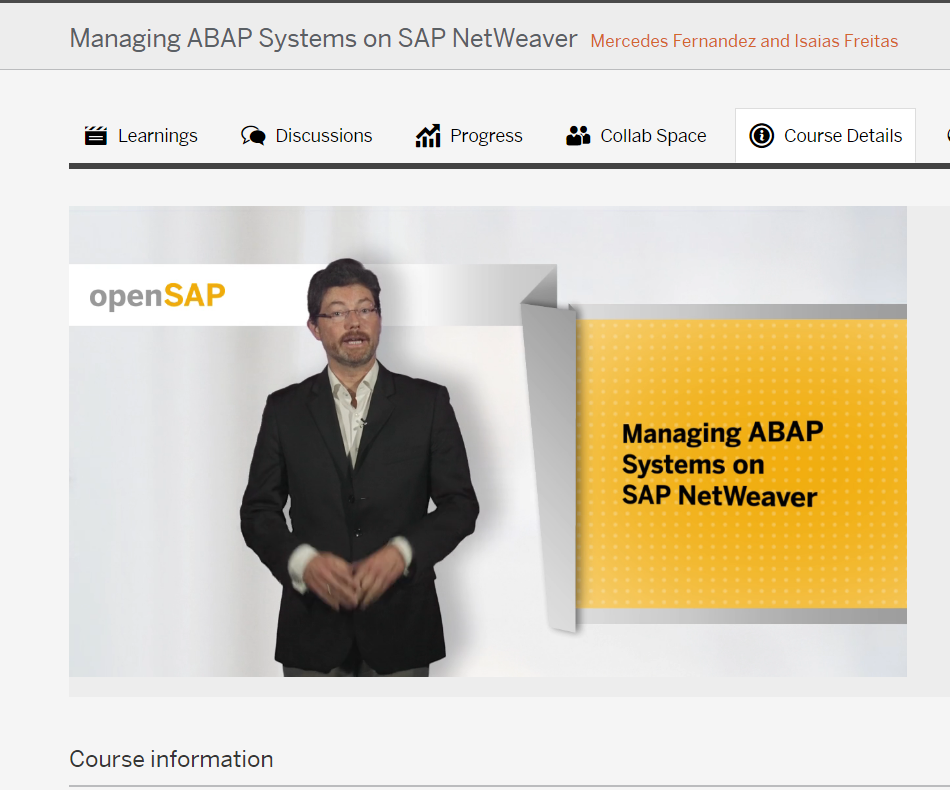 Managing ABAP Systems on SAP NetWeaver Mercedes Fernandez and Isaias Freitas
Learnings Discussions Progress Collab Space Course Details
openSAP
Managing ABAP
Systems on
SAP NetWeaver
Course information